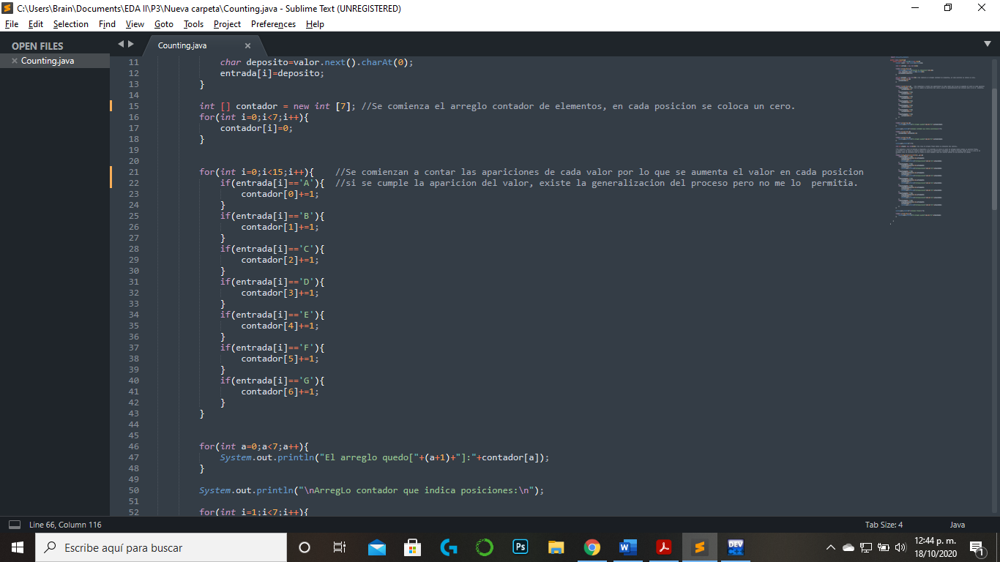 C:\Users\Brain\Documents\EDA II\P3\Nueva carpeta\Counting.java - Sublime Text (UNREGISTERED)
File Edit Selection Find View Goto Tools Project Preferences Help
OPEN FILES
Counting.java
Counting.java
11 char deposito=valor.next().charAt(0);
12 entrada[i]=deposito;
13 }
14
15 int [] contador = new int [7]; //Se comienza el arreglo contador de elementos, en cada posicion se coloca un cero.
16 for(int i=0;i<7;i++){
17 contador[i]=0;
18 }
19
20
21 for(int i=0;i<15;i++){ //Se comienzan a contar las apariciones de cada valor por lo que se aumenta el valor en cada posicion
22 if(entrada[i]=='A'){ //si se cumple la aparicion del valor, existe la generalizacion del proceso pero no me lo permitia.
23 contador[0]+=1;
24 }
25 if(entrada[i]=='B'){
26 contador[1]+=1;
27 }
28 if(entrada[i]=='C'){
29 contador[2]+=1;
30 }
31 if(entrada[i]=='D'){
32 contador[3]+=1;
33 }
34 if(entrada[i]=='E'){
35 contador[4]+=1;
36 }
37 if(entrada[i]=='F'){
38 contador[5]+=1;
39 }
40 if(entrada[i]=='G'){
41 contador[6]+=1;
42 }
43 }
44
45
46 for(int a=0;a<7;a++){
47 System.out.println("El arreglo quedo["+(a+1)+"]:"+contador[a]);
48 }
49
50 System.out.println("\nArregLo contador que indica posiciones:\n");
51
52 for(int i=1;i<7;i++){
Line 66, Column 116
Tab Size: 4
Java
Escribe aquí para buscar
Ps
W
DEV C++
12:44 p. m.
18/10/2020
1